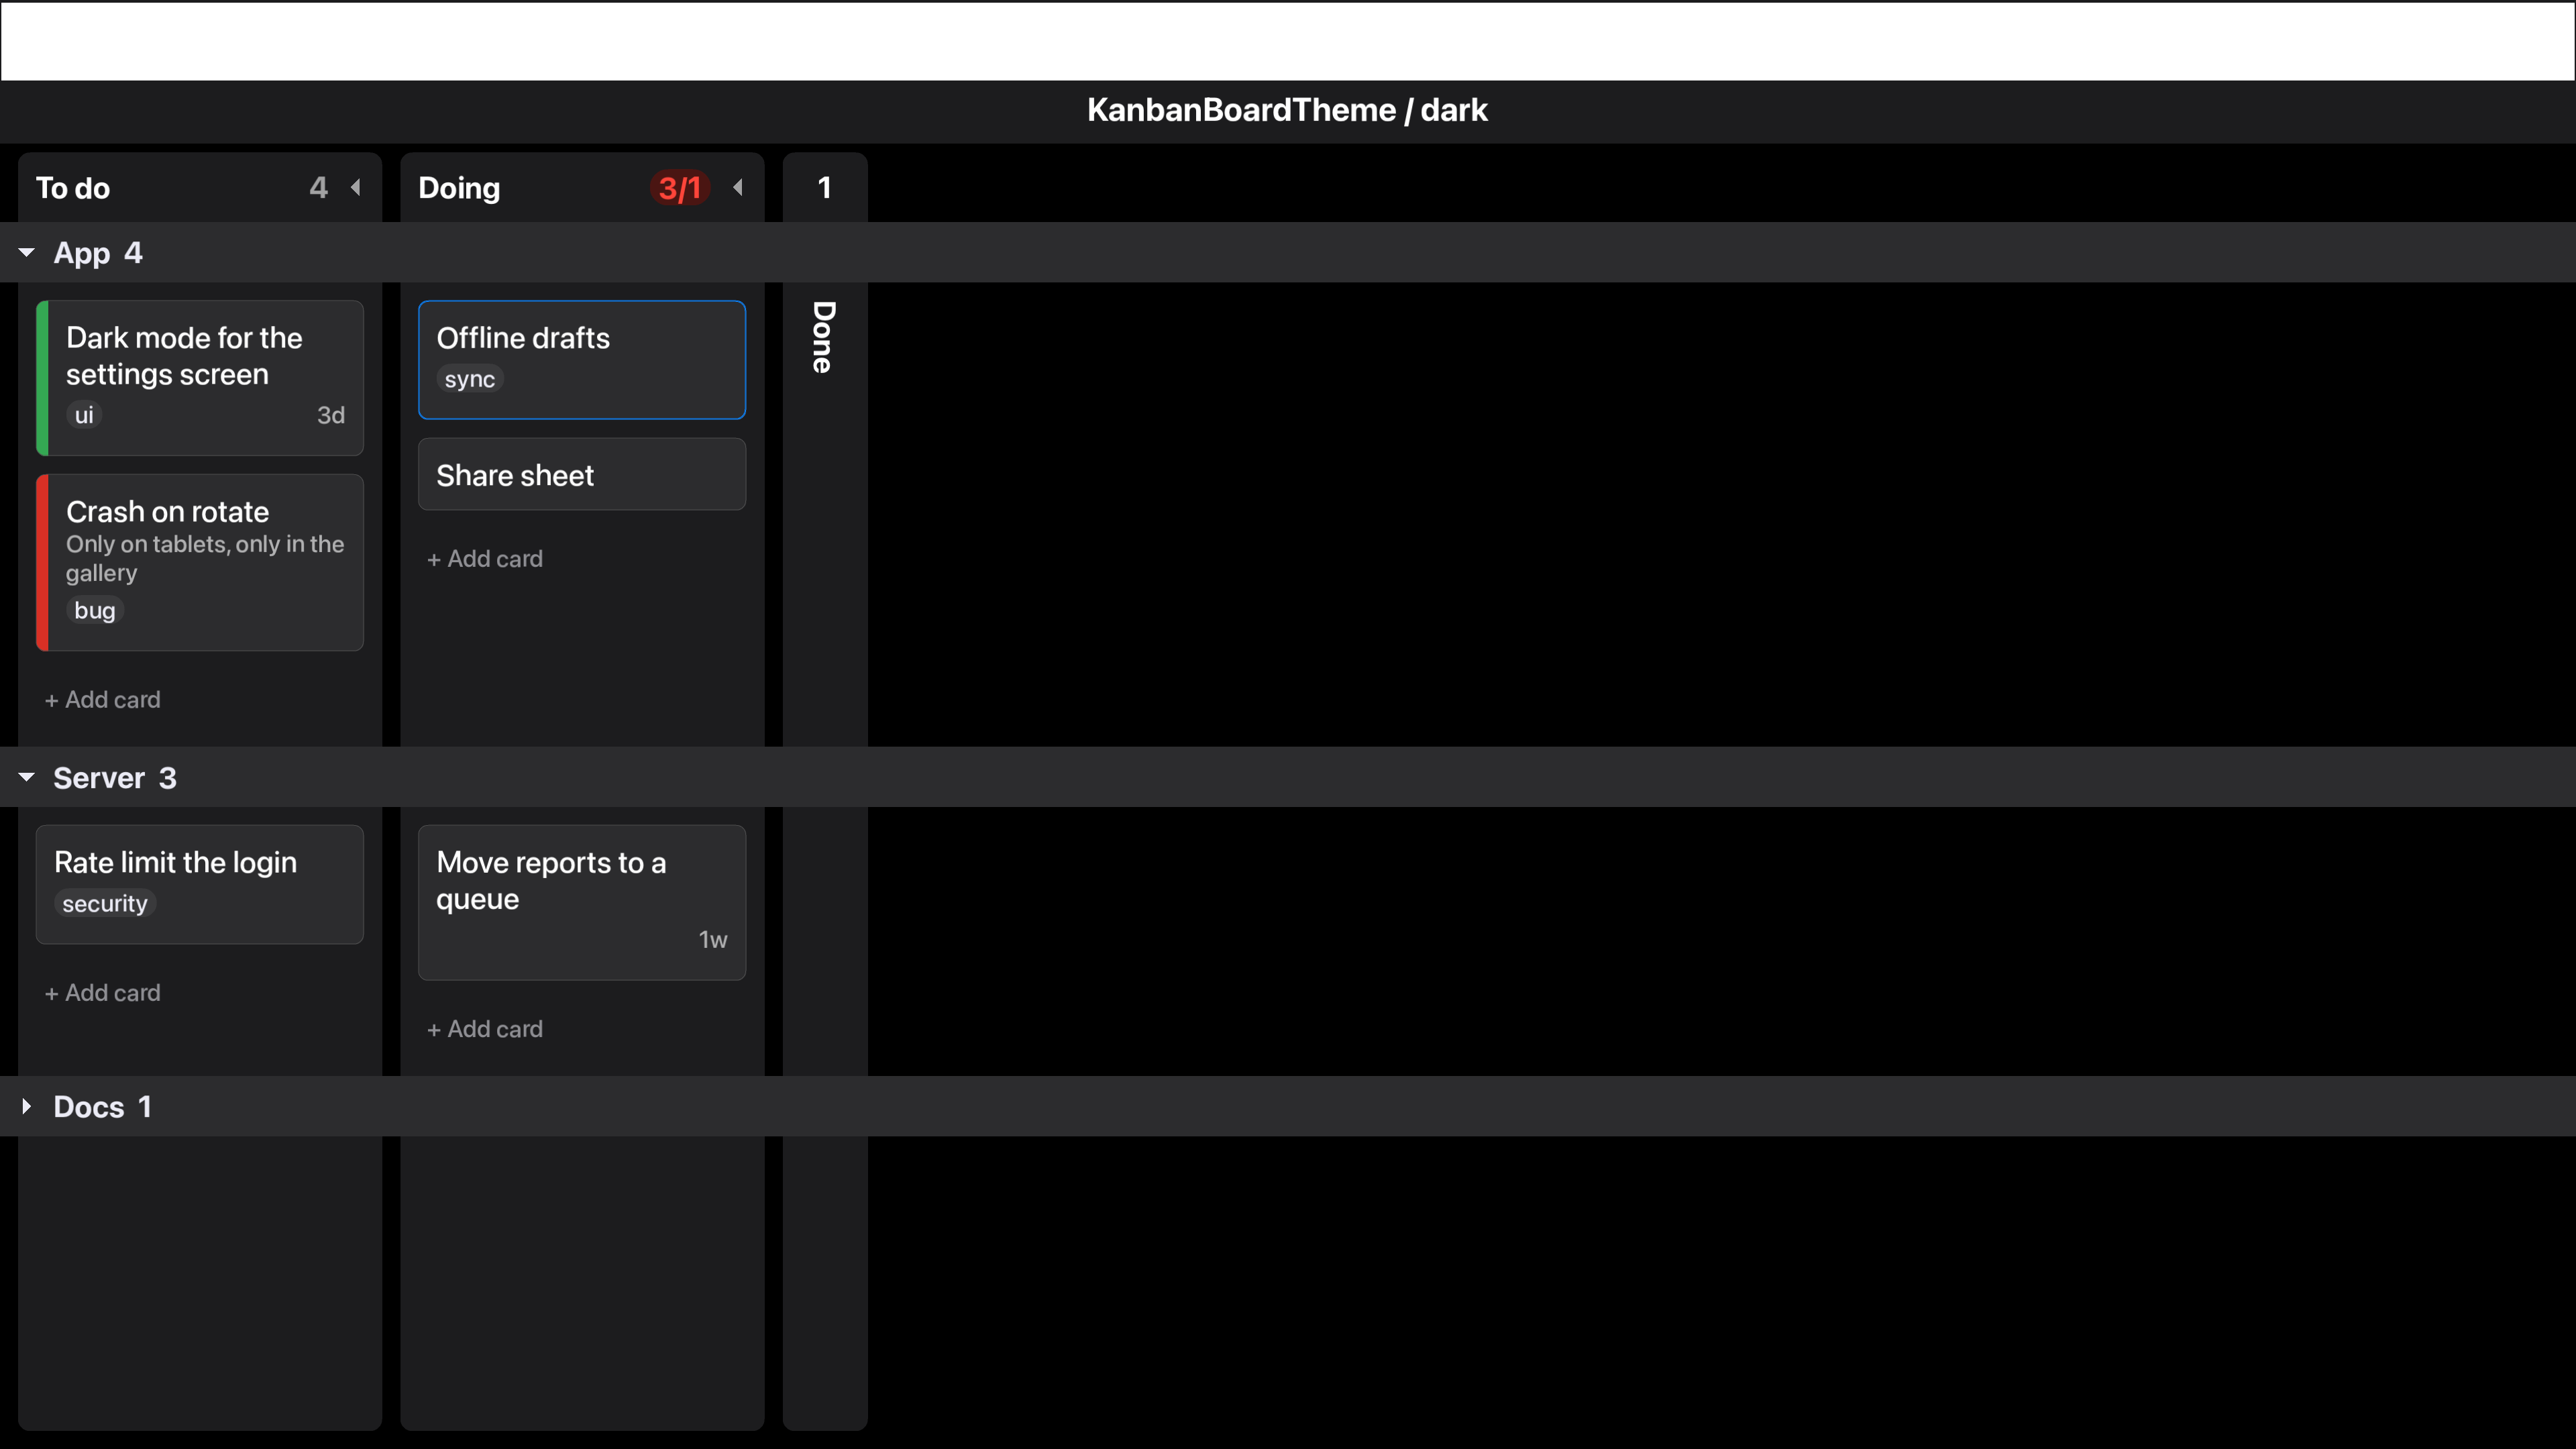 KanbanBoardTheme / dark
To do 4
Doing 3/1
1
App 4
Dark mode for the
settings screen
ui 3d
Crash on rotate
Only on tablets, only in the
gallery
bug
+ Add card
Offline drafts
sync
Share sheet
+ Add card
Done
Server 3
Rate limit the login
security
+ Add card
Move reports to a
queue
1w
+ Add card
Docs 1